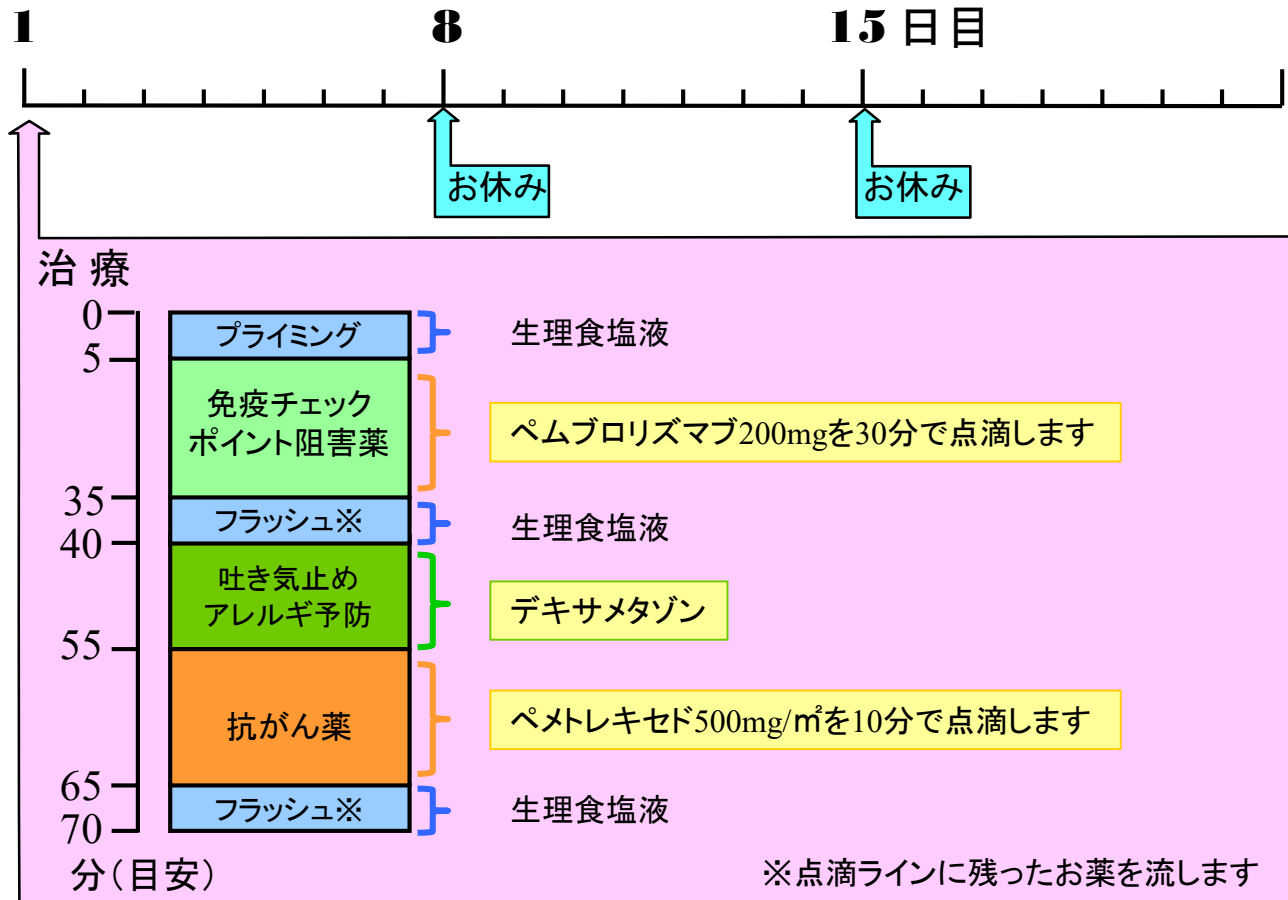 1 8 15 日目
お休み お休み
治 療
0
プライミング 生理食塩液
5
免疫チェック
ポイント阻害薬
ペムブロリズマブ200mgを30分で点滴します
35
フラッシュ※ 生理食塩液
40
吐き気止め
アレルギ予防
デキサメタゾン
55
抗がん薬 ペメトレキセド500mg/㎡を10分で点滴します
65
フラッシュ※ 生理食塩液
70
分(目安) ※点滴ラインに残ったお薬を流します